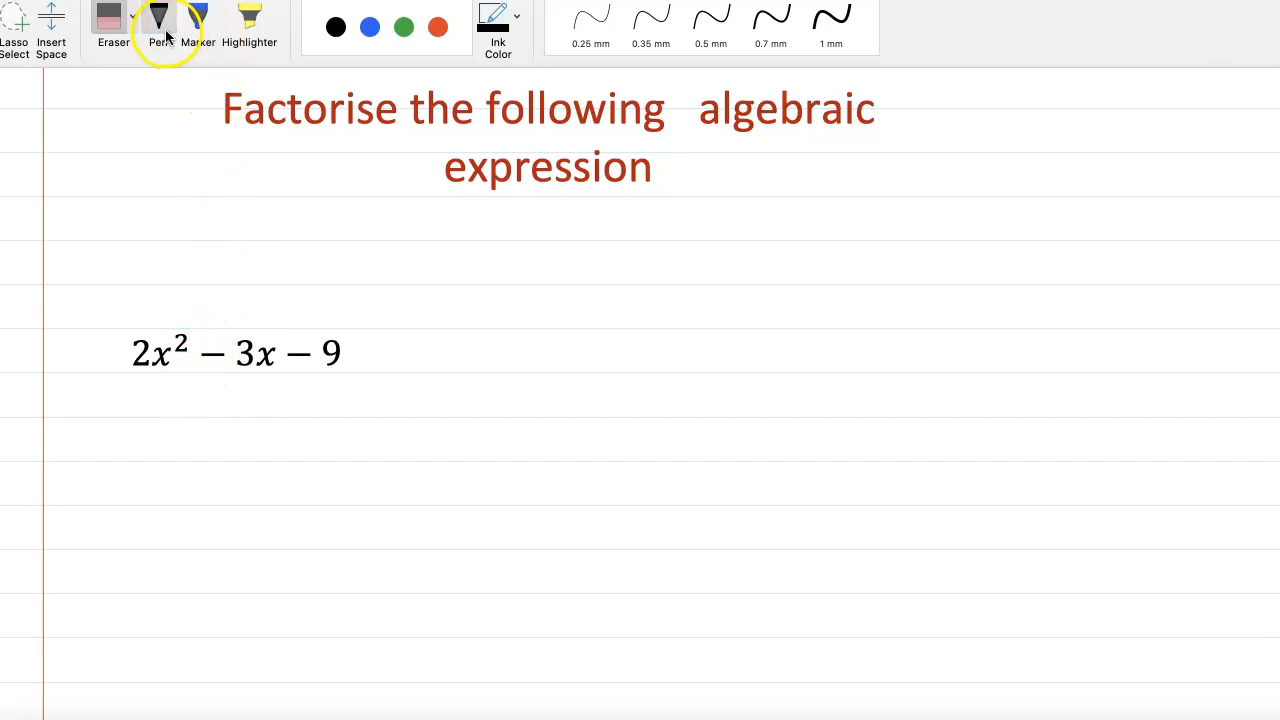 Lasso Select
Insert Space
Eraser
Pen
Marker
Highlighter
Ink Color
0.25 mm
0.35 mm
0.5 mm
0.7 mm
1 mm
Factorise the following algebraic
expression
2x² − 3x − 9